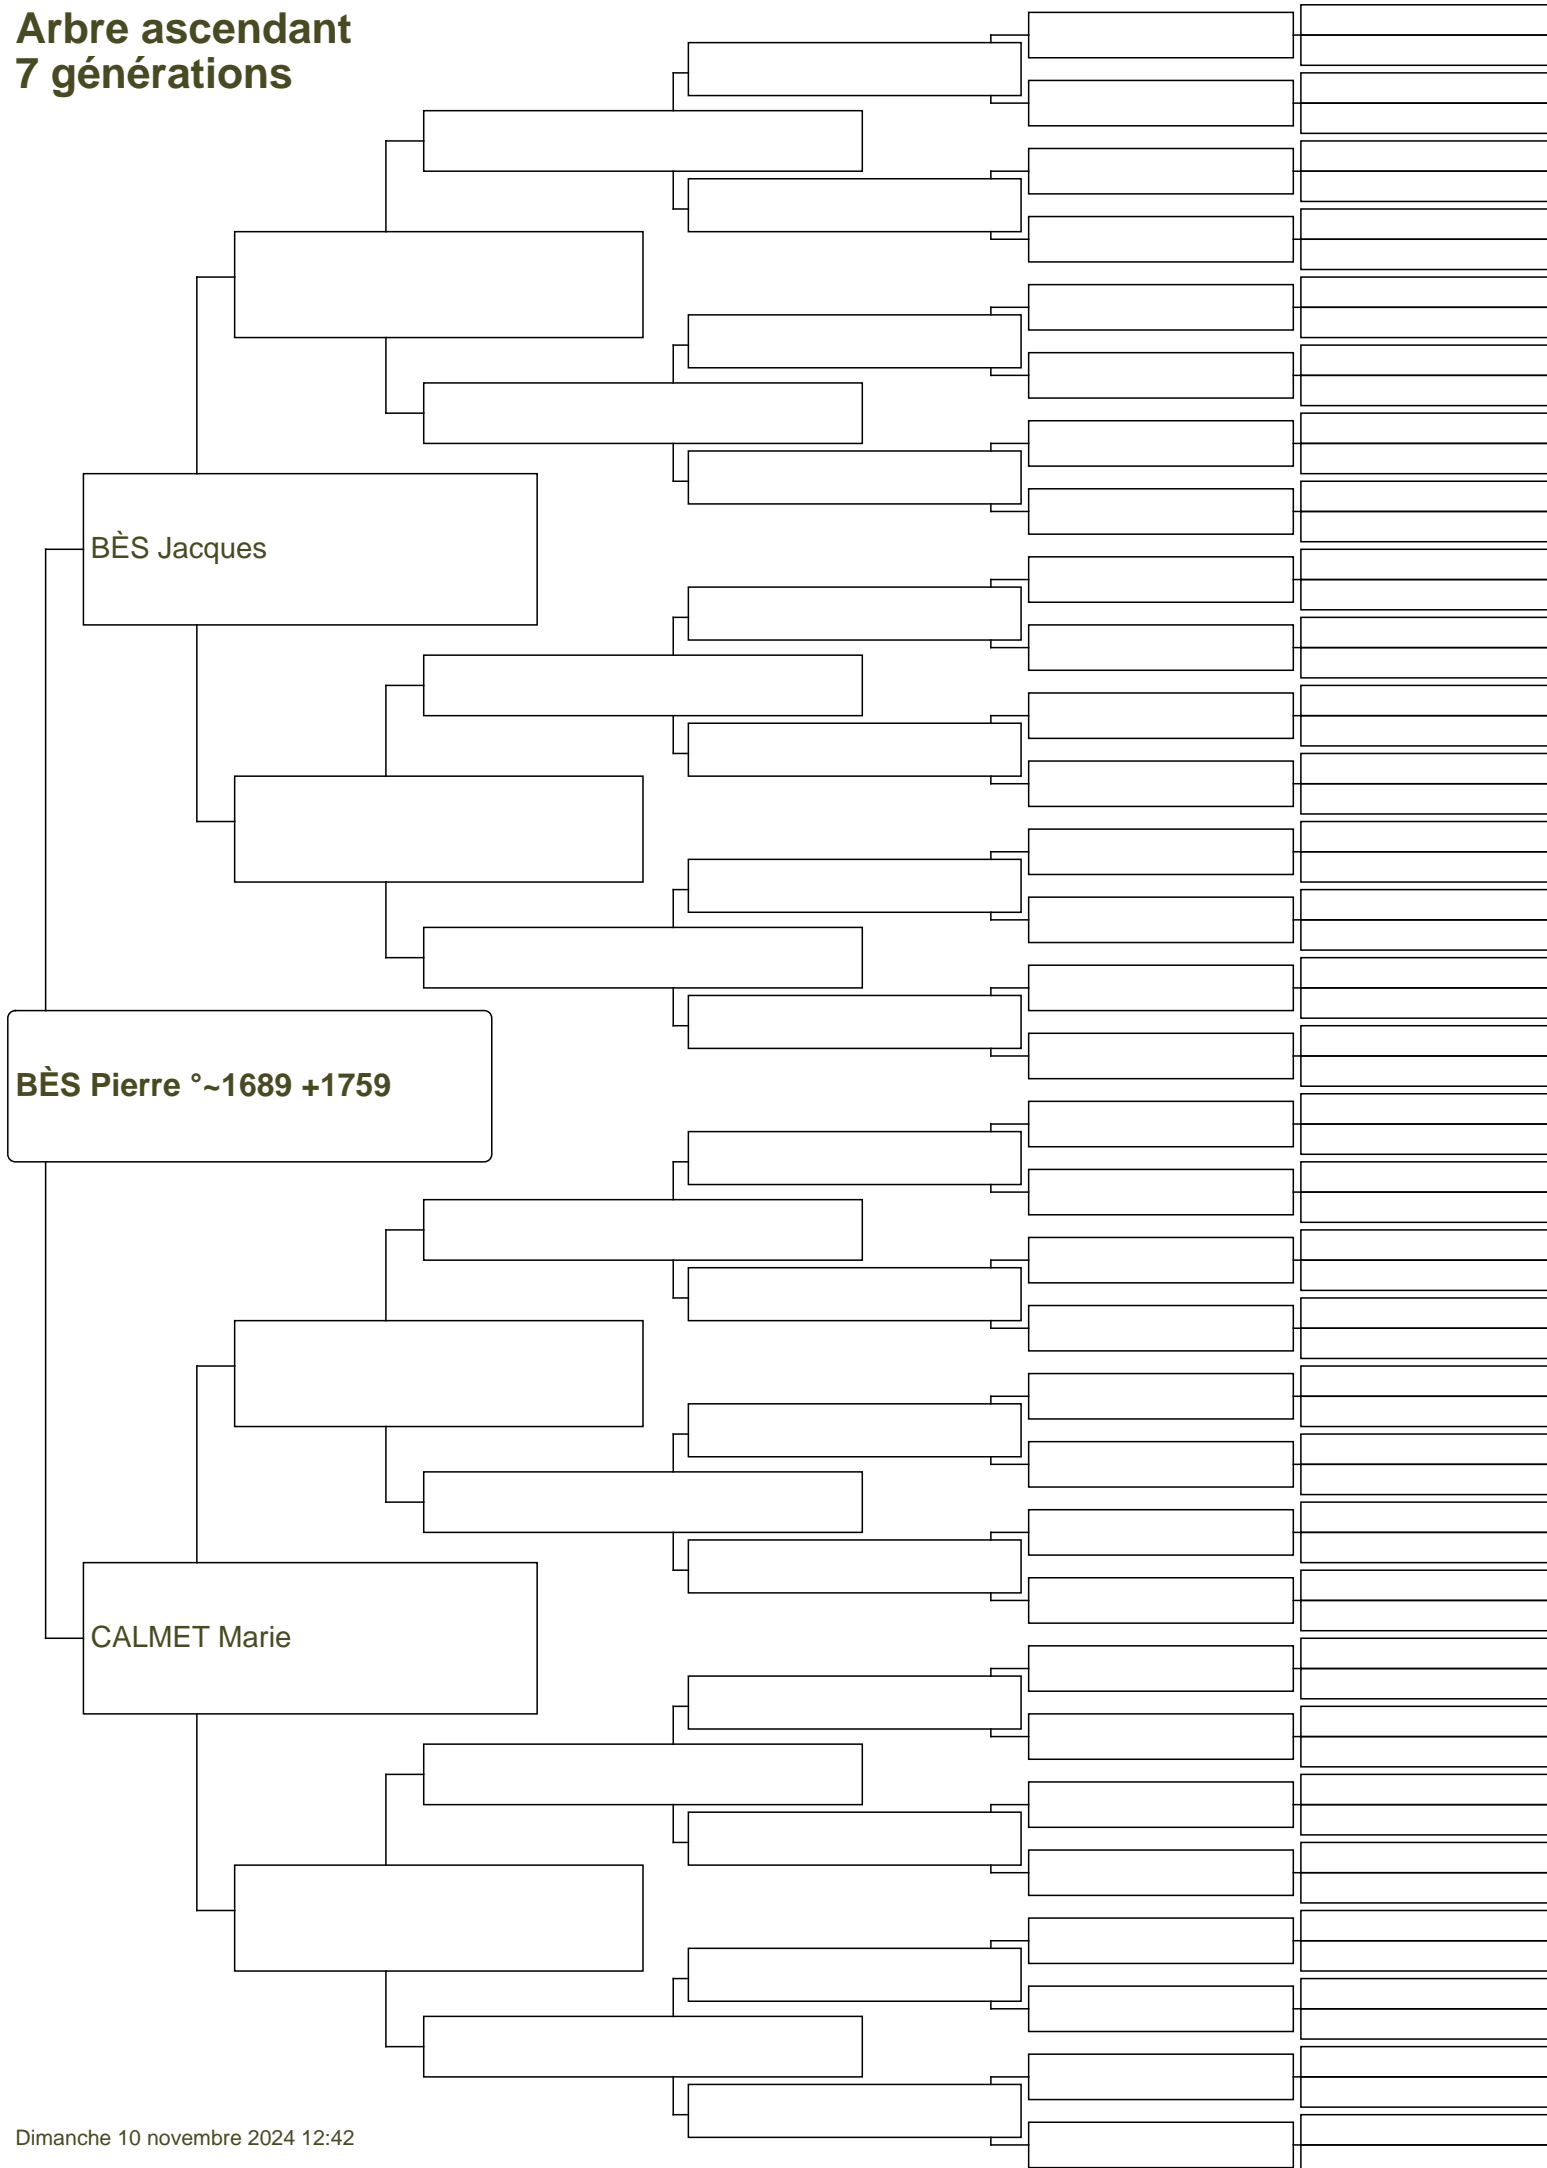 Arbre ascendant
7 générations
BÈS Jacques
BÈS Pierre °~1689 +1759
CALMET Marie
Dimanche 10 novembre 2024 12:42